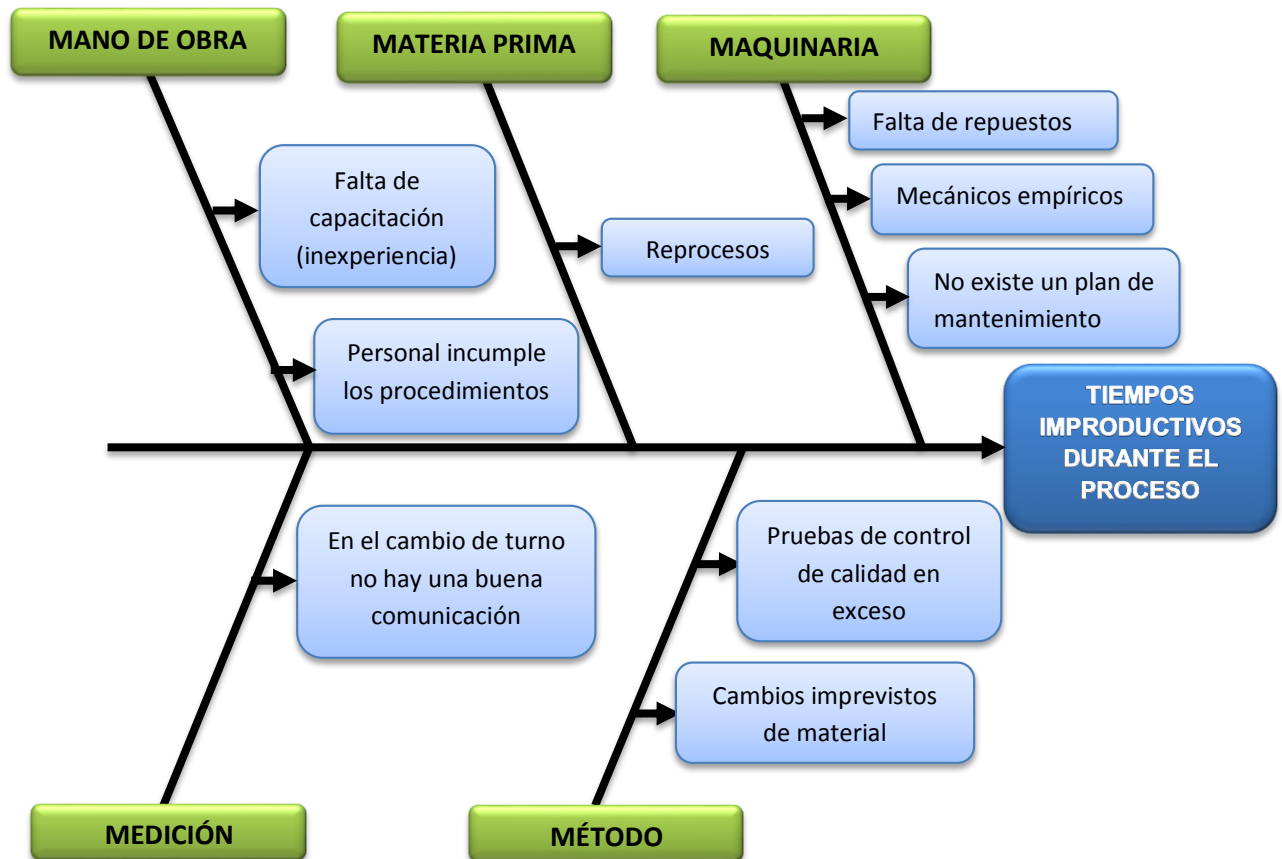 MANO DE OBRA
MATERIA PRIMA
MAQUINARIA
Falta de
capacitación
(inexperiencia)
Personal incumple
los procedimientos
Reprocesos
Falta de repuestos
Mecánicos empíricos
No existe un plan de
mantenimiento
TIEMPOS
IMPRODUCTIVOS
DURANTE EL
PROCESO
En el cambio de turno
no hay una buena
comunicación
Pruebas de control
de calidad en
exceso
Cambios imprevistos
de material
MEDICIÓN
MÉTODO